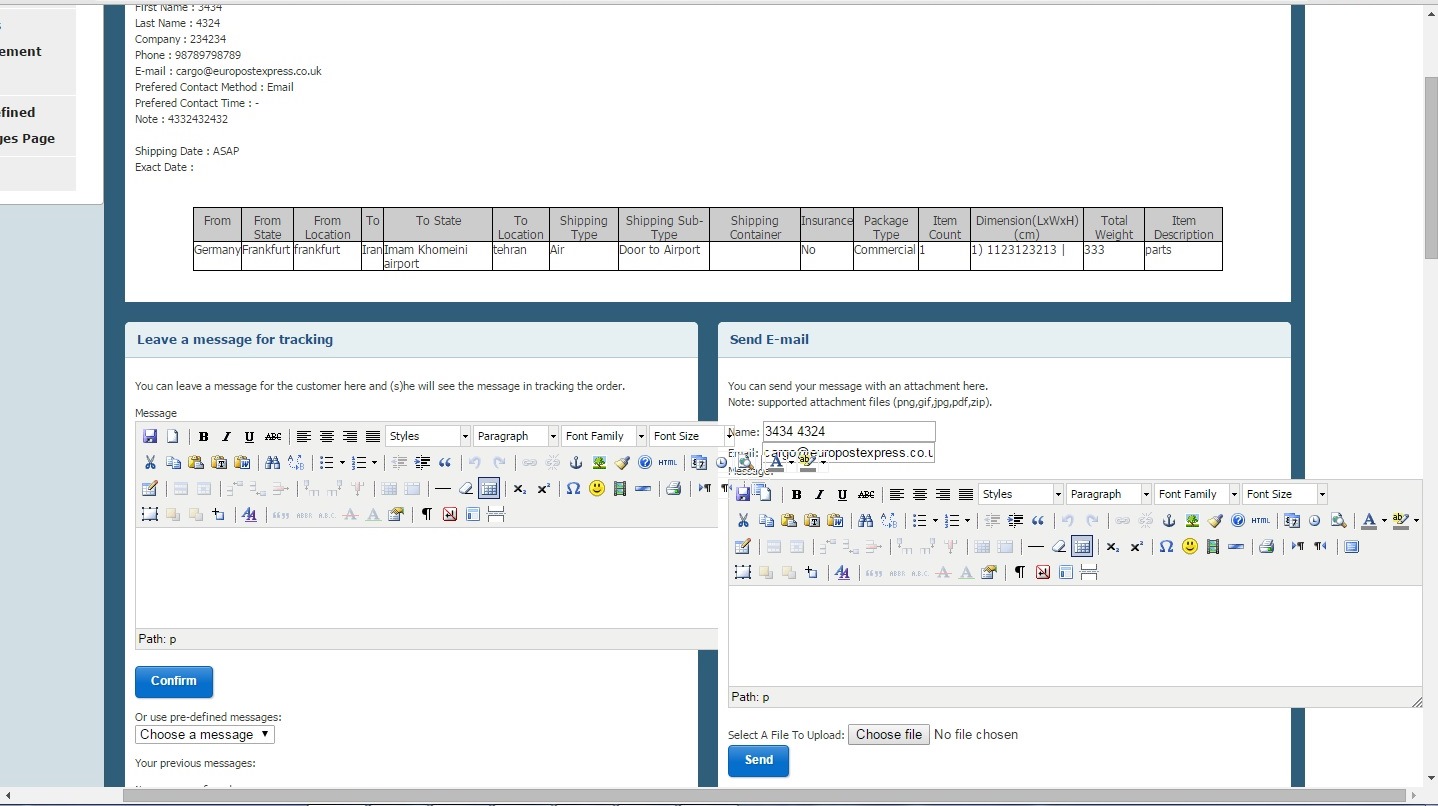 First Name : 3434
Last Name : 4324
Company : 234234
Phone : 98789798789
E-mail : cargo@europostexpress.co.uk
Prefered Contact Method : Email
Prefered Contact Time : -
Note : 4332432432
Shipping Date : ASAP
Exact Date :
ement
fined
ges Page
From From State From Location To To State To Location Shipping Type Shipping Sub-Type Shipping Container Insurance Package Type Item Count Dimension(LxWxH) (cm) Total Weight Item Description
Germany Frankfurt frankfurt Iran Imam Khomeini airport tehran Air Door to Airport No Commercial 1 1) 1123123213 | 333 parts
Leave a message for tracking
You can leave a message for the customer here and (s)he will see the message in tracking the order.
Message
B I U ABC Styles Paragraph Font Family Font Size
HTML
Path: p
Confirm
Or use pre-defined messages:
Choose a message
Your previous messages:
Send E-mail
You can send your message with an attachment here.
Note: supported attachment files (png,gif,jpg,pdf,zip).
Name: 3434 4324
Email: cargo@europostexpress.co.u
Message:
B I U ABC Styles Paragraph Font Family Font Size
HTML
Path: p
Select A File To Upload: Choose file No file chosen
Send